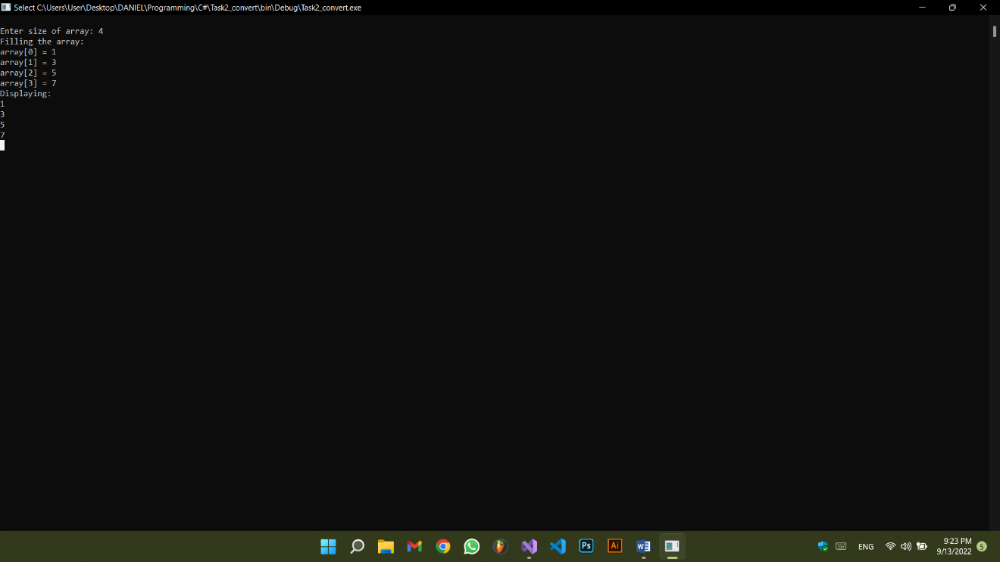 Select C:\Users\User\Desktop\DANIEL\Programming\C#\Task2_convert\bin\Debug\Task2_convert.exe
Enter size of array: 4
Filling the array:
array[0] = 1
array[1] = 3
array[2] = 5
array[3] = 7
Displaying:
1
3
5
7
Ps
Ai
W
ENG
9:23 PM
9/13/2022
5